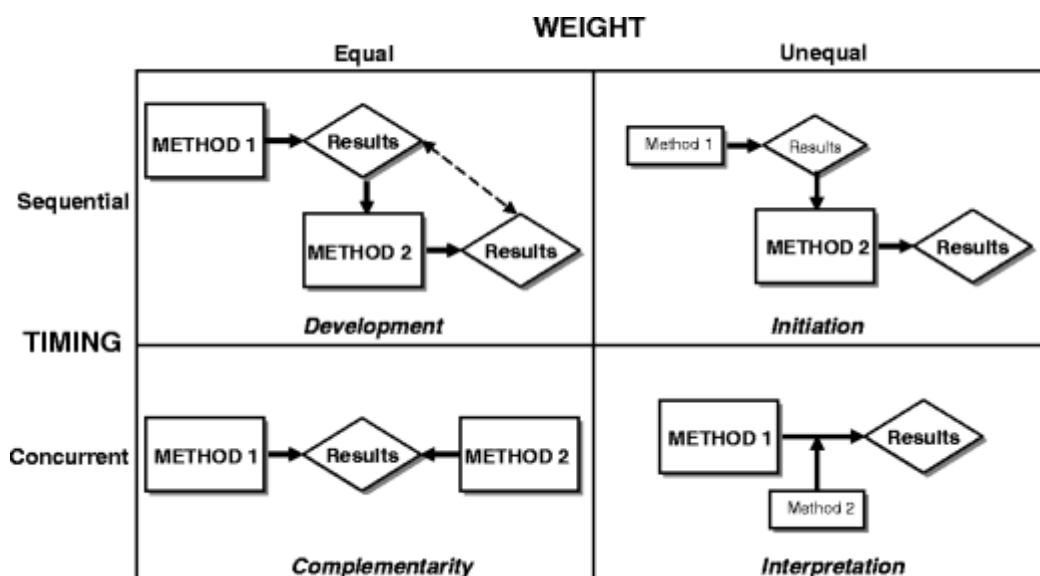 WEIGHT
Equal
Unequal
METHOD 1
Results
Method 1
Results
Sequential
METHOD 2
Results
METHOD 2
Results
Development
Initiation
TIMING
Concurrent
METHOD 1
Results
METHOD 2
METHOD 1
Results
Method 2
Complementarity
Interpretation